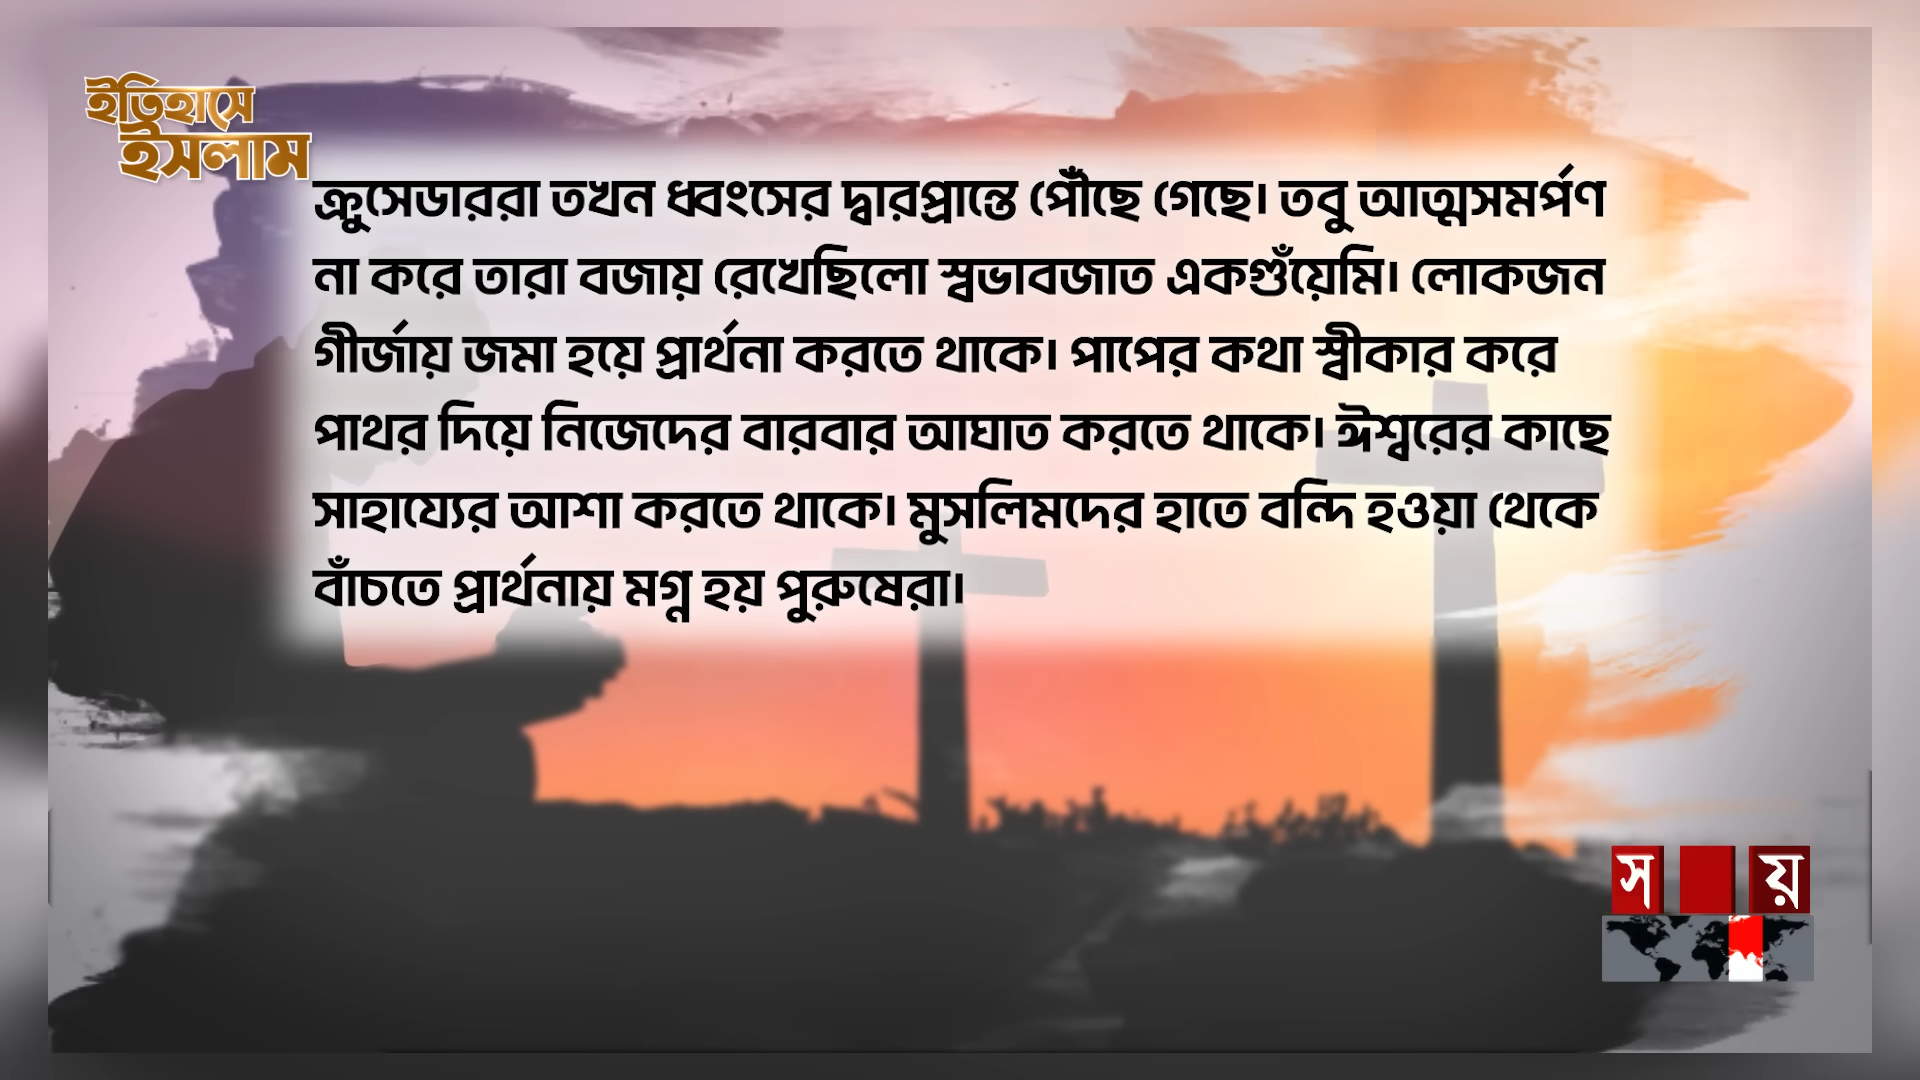 ইতিহাসে
ইসলাম
ক্রুসেডাররা তখন ধ্বংসের দ্বারপ্রান্তে পৌঁছে গেছে। তবু আত্মসমর্পণ
না করে তারা বজায় রেখেছিলো স্বভাবজাত একগুঁয়েমি। লোকজন
গীর্জায় জমা হয়ে প্রার্থনা করতে থাকে। পাপের কথা স্বীকার করে
পাথর দিয়ে নিজেদের বারবার আঘাত করতে থাকে। ঈশ্বরের কাছে
সাহায্যের আশা করতে থাকে। মুসলিমদের হাতে বন্দি হওয়া থেকে
বাঁচতে প্রার্থনায় মগ্ন হয় পুরুষেরা।
স য়